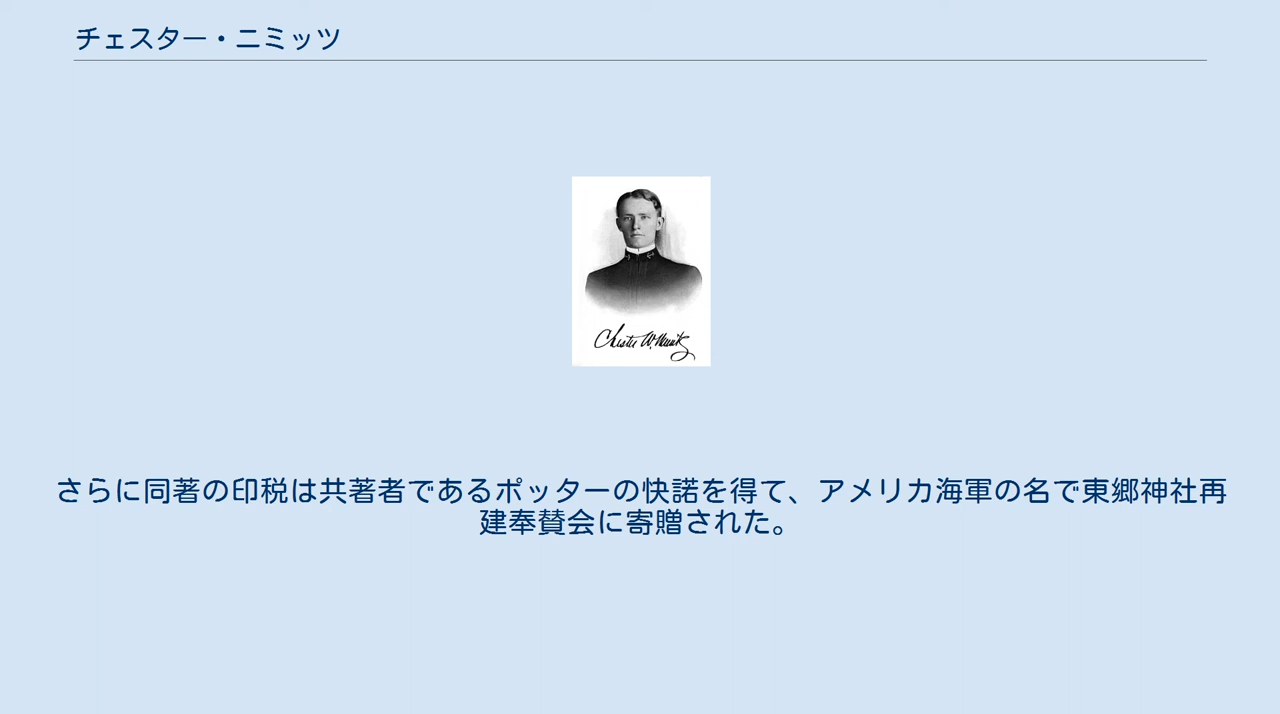 チェスター・ニミッツ
Chester W. Nimitz
さらに同著の印税は共著者であるポッターの快諾を得て、アメリカ海軍の名で東郷神社再
建奉賛会に寄贈された。